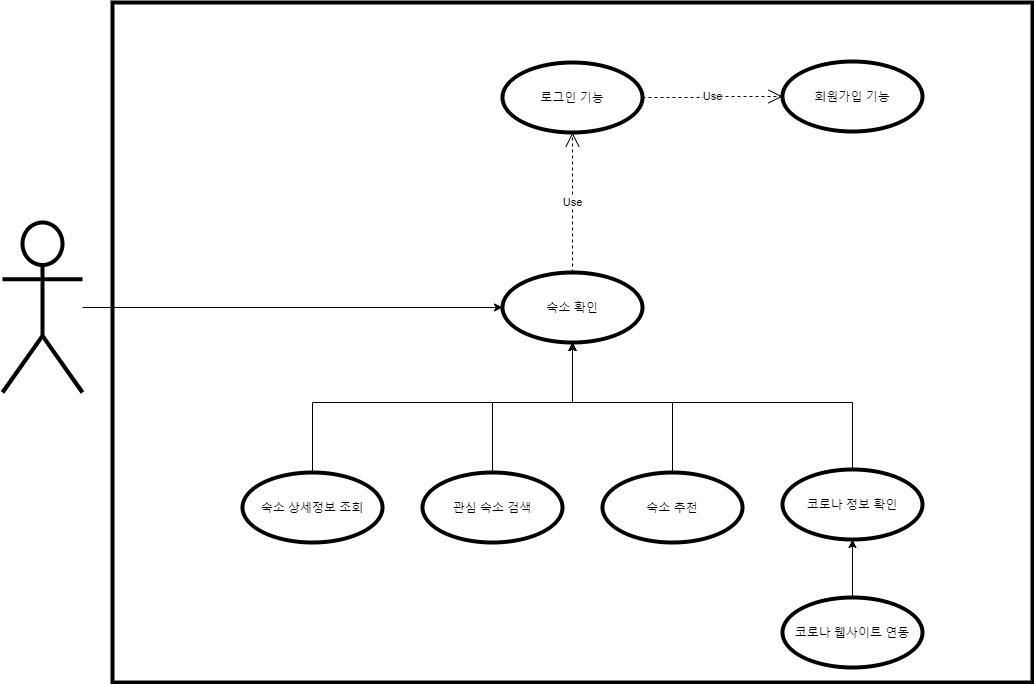 로그인 기능
Use
회원가입 기능
Use
숙소 확인
숙소 상세정보 조회
관심 숙소 검색
숙소 추천
코로나 정보 확인
코로나 웹사이트 연동